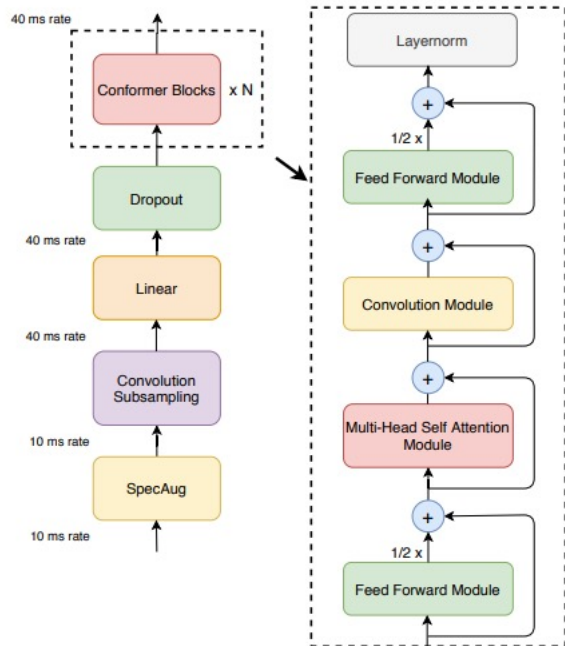 40 ms rate
Conformer Blocks
x N
Dropout
40 ms rate
Linear
40 ms rate
Convolution
Subsampling
10 ms rate
SpecAug
10 ms rate
Layernorm
+
1/2 x
Feed Forward Module
+
Convolution Module
+
Multi-Head Self Attention
Module
+
1/2 x
Feed Forward Module